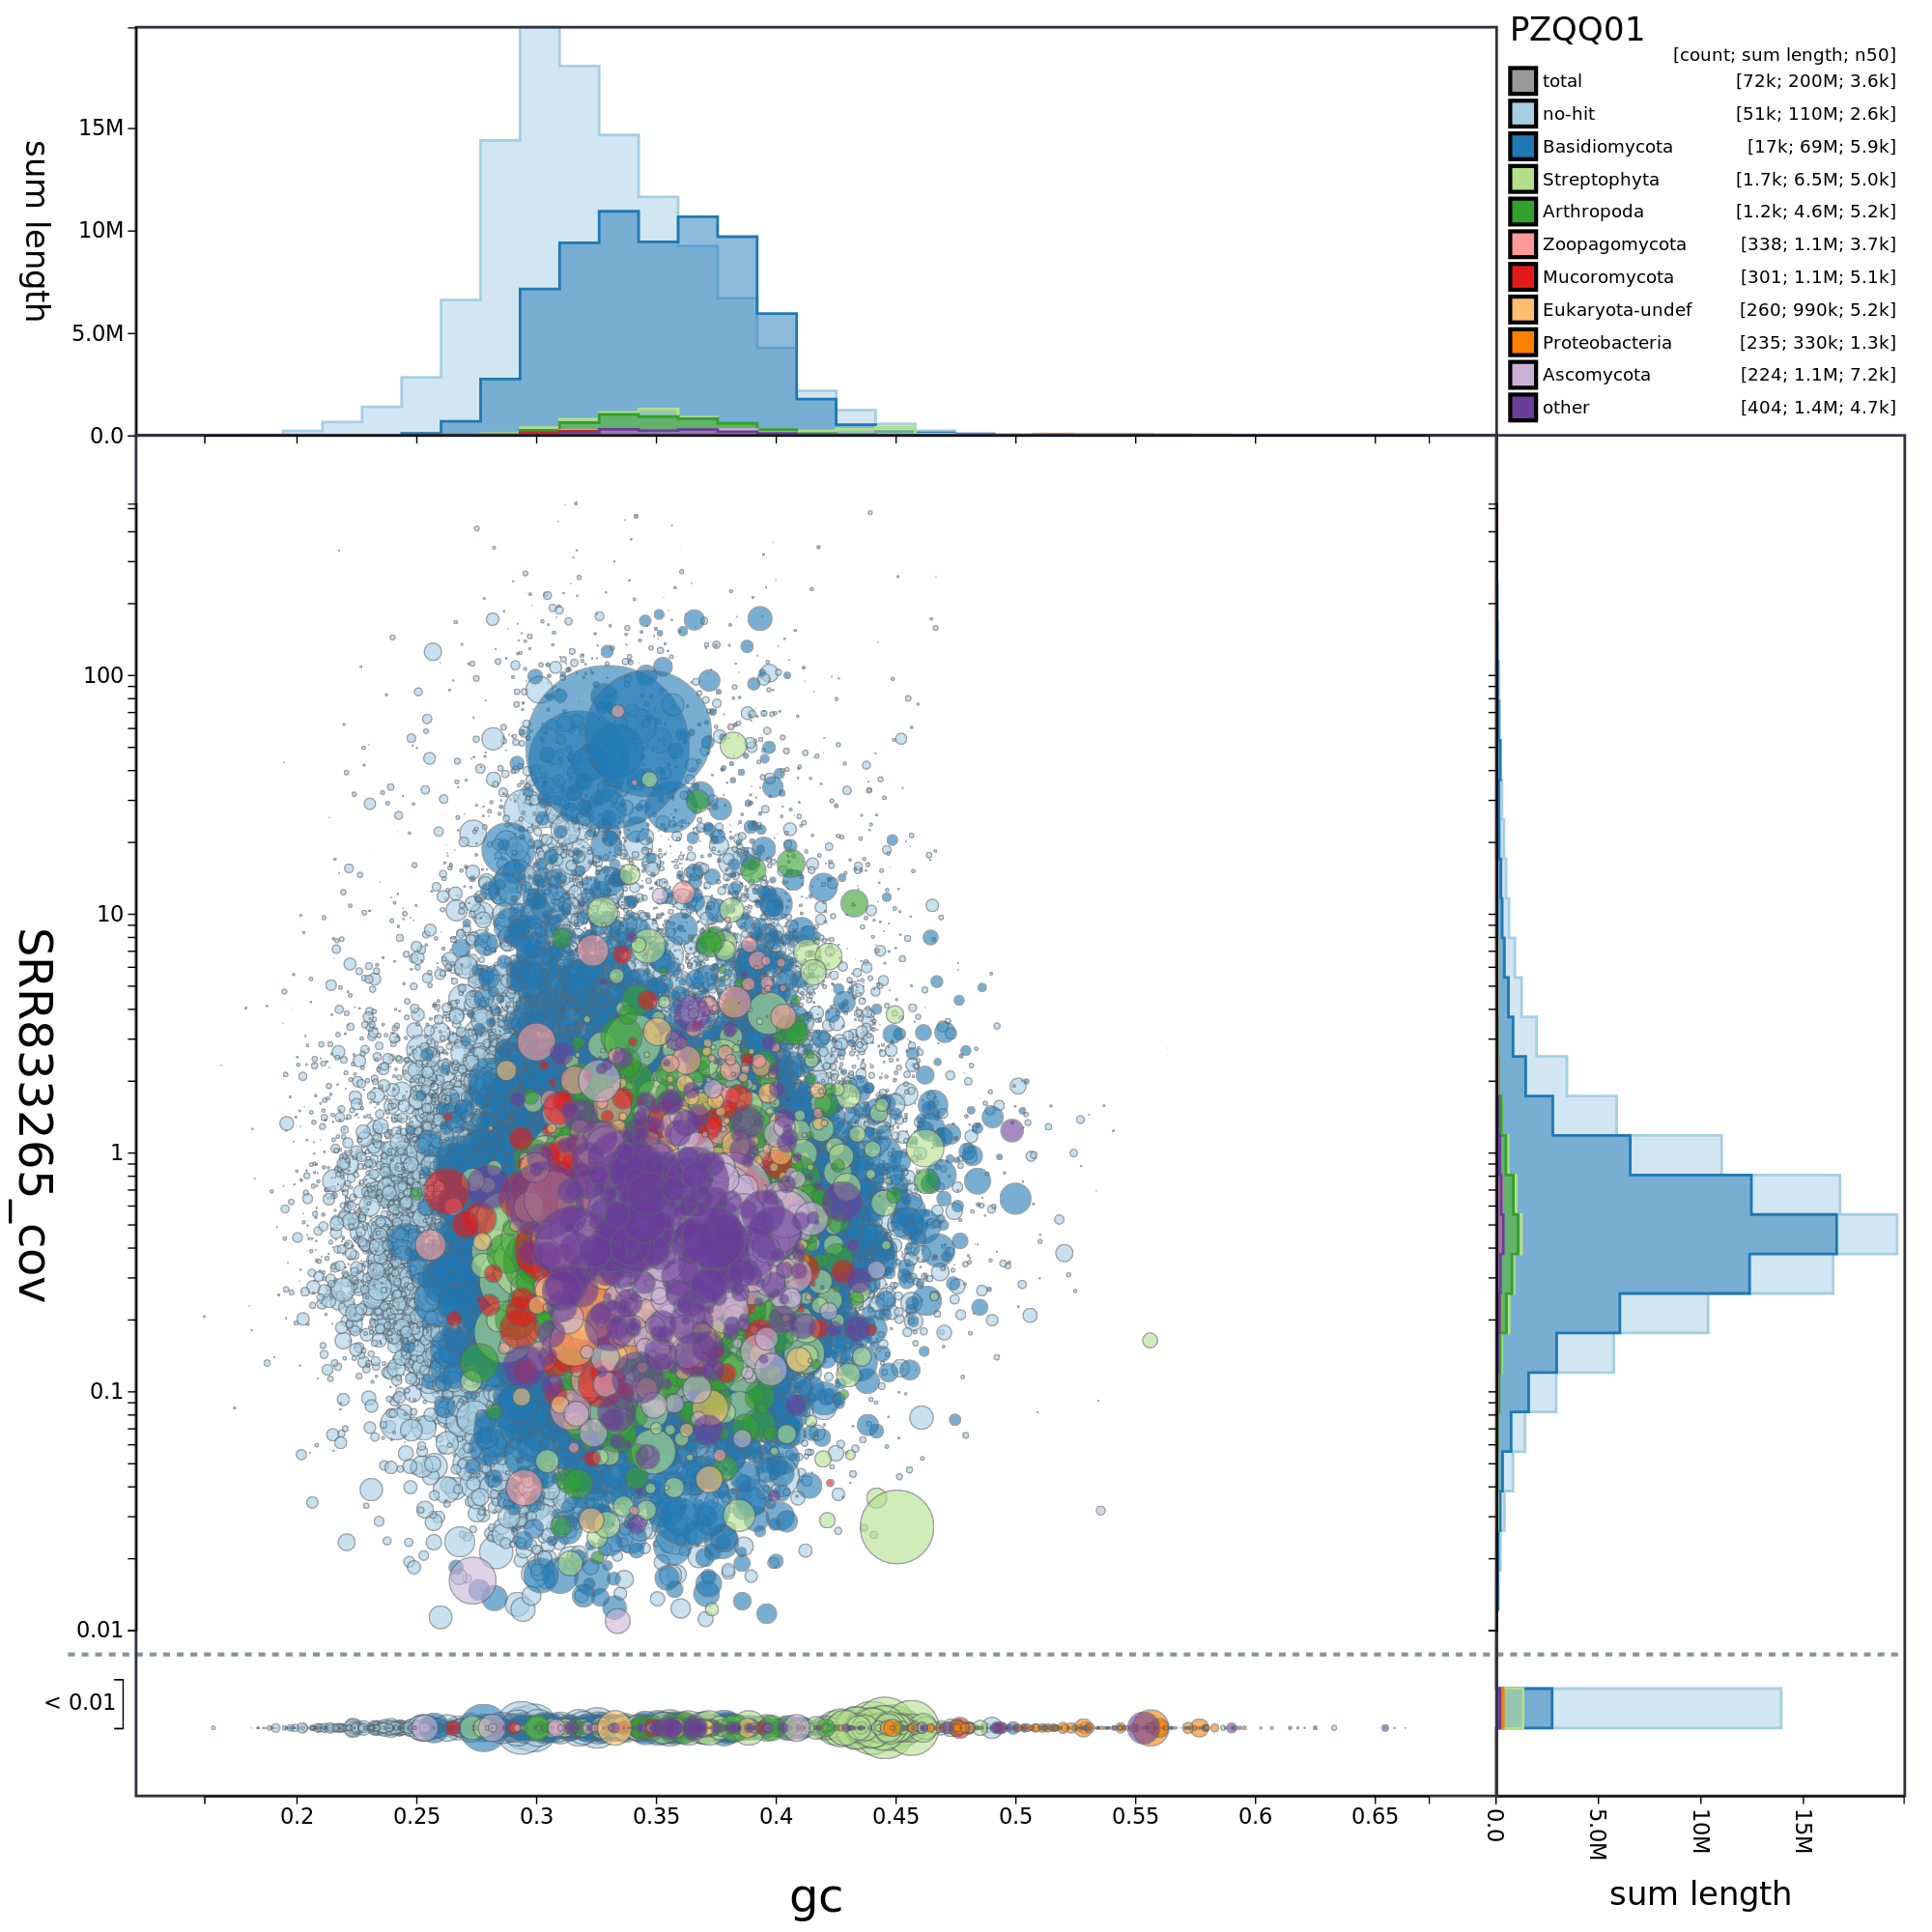 PZQQ01
[count; sum length; n50]
total [72k; 200M; 3.6k]
no-hit [51k; 110M; 2.6k]
Basidiomycota [17k; 69M; 5.9k]
Streptophyta [1.7k; 6.5M; 5.0k]
Arthropoda [1.2k; 4.6M; 5.2k]
Zoopagomycota [338; 1.1M; 3.7k]
Mucoromycota [301; 1.1M; 5.1k]
Eukaryota-undef [260; 990k; 5.2k]
Proteobacteria [235; 330k; 1.3k]
Ascomycota [224; 1.1M; 7.2k]
other [404; 1.4M; 4.7k]
sum length
15M
10M
5.0M
0.0
SRR833265_cov
100
10
1
0.1
0.01
< 0.01
0.2 0.25 0.3 0.35 0.4 0.45 0.5 0.55 0.6 0.65
gc
0.0 5.0M 10M 15M
sum length